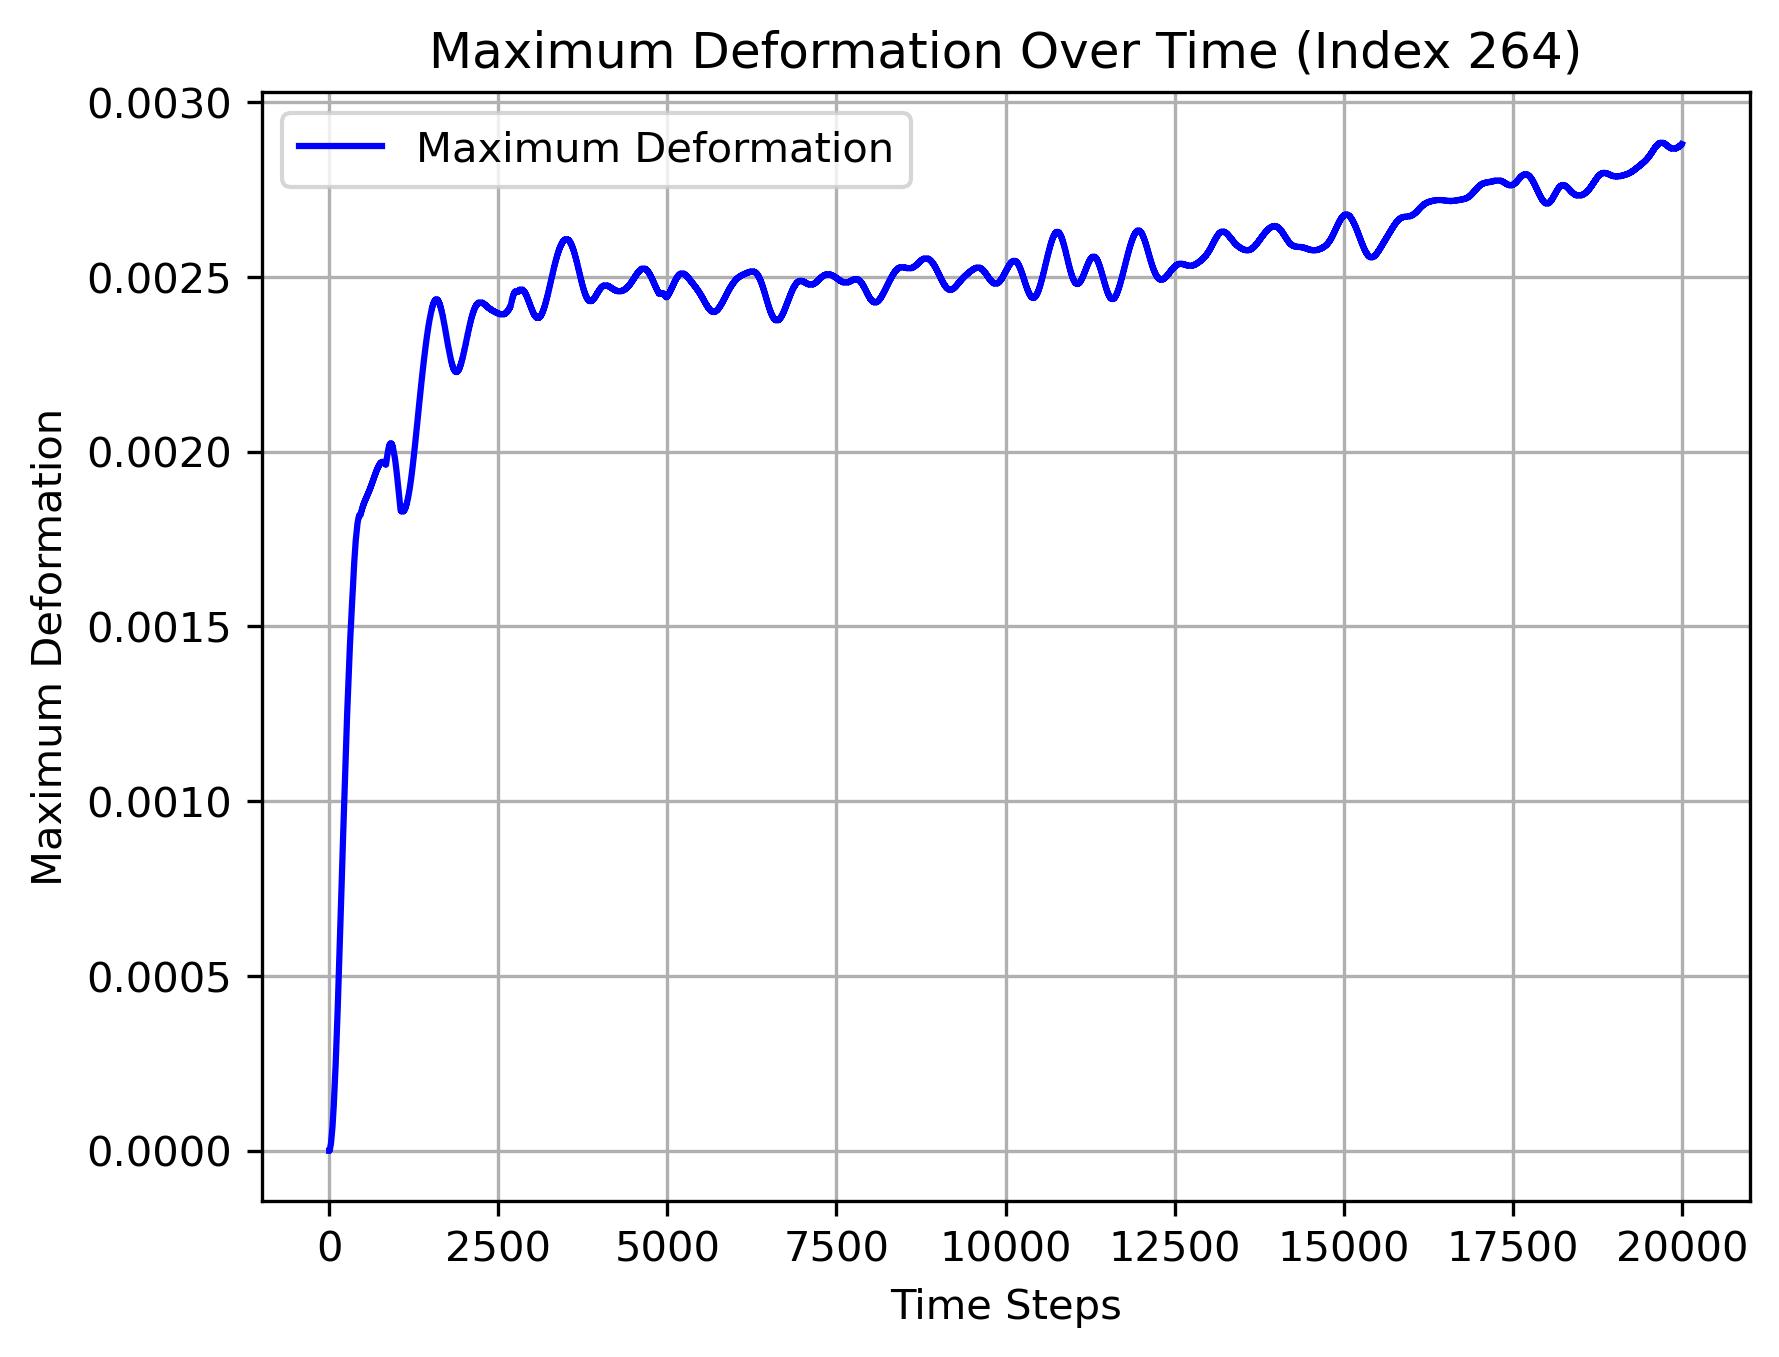 Maximum Deformation Over Time (Index 264)
Maximum Deformation
0.0030
0.0025
0.0020
0.0015
0.0010
0.0005
0.0000
Maximum Deformation
0 2500 5000 7500 10000 12500 15000 17500 20000
Time Steps